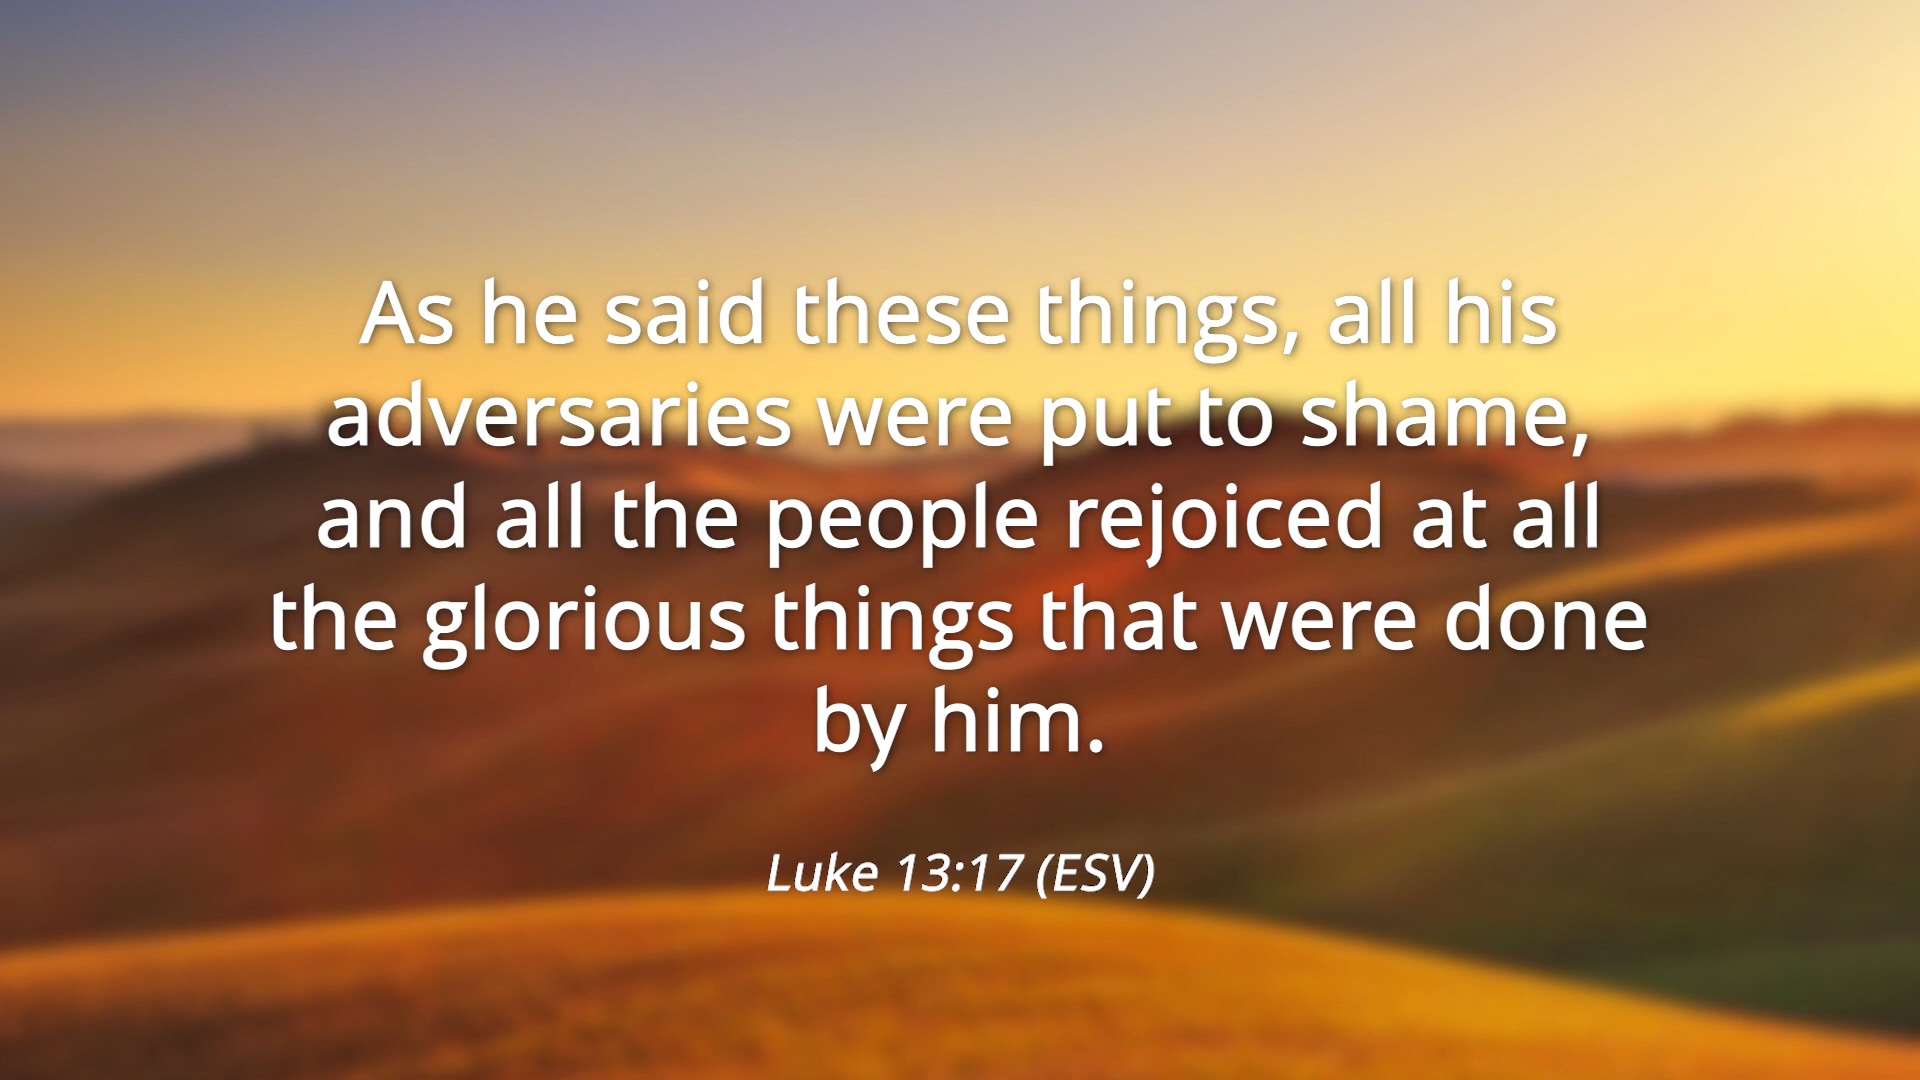 As he said these things, all his
adversaries were put to shame,
and all the people rejoiced at all
the glorious things that were done
by him.
Luke 13:17 (ESV)